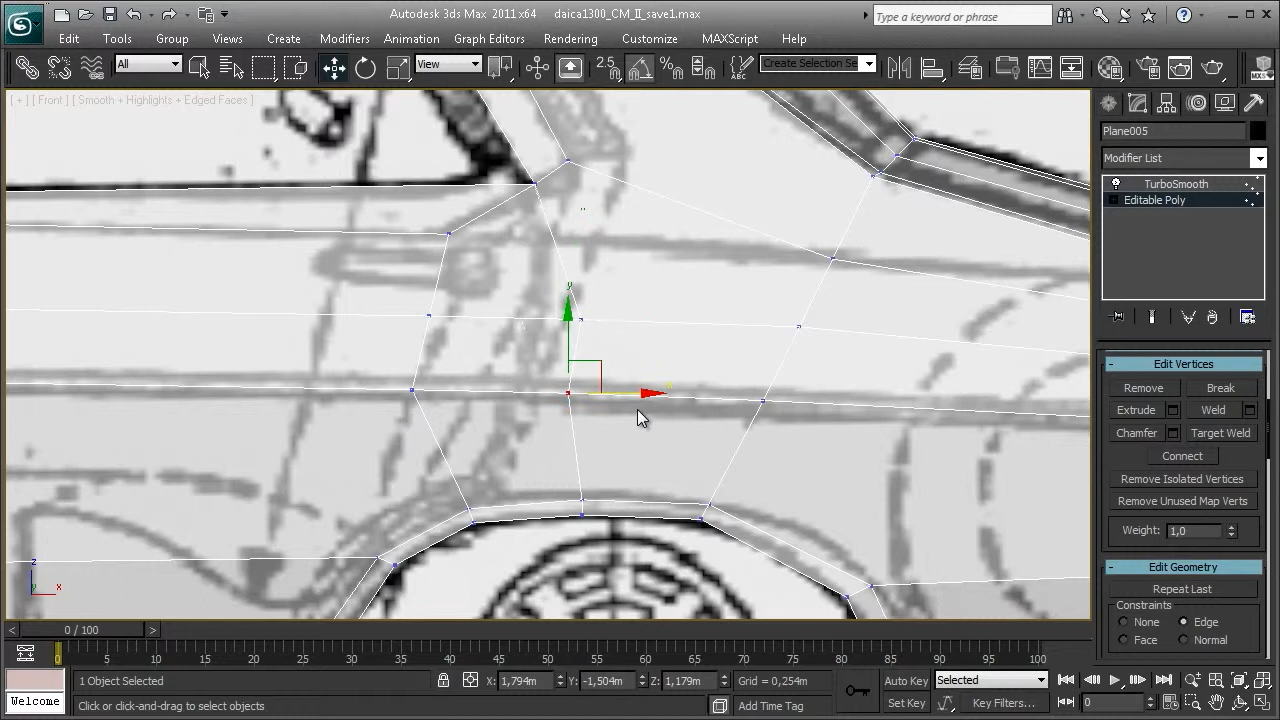 Autodesk 3ds Max 2011 x64 daica1300_CM_II_save1.max
Type a keyword or phrase
Edit Tools Group Views Create Modifiers Animation Graph Editors Rendering Customize MAXScript Help
All View 2.5 Create Selection Se
[ + ] [ Front ] [ Smooth + Highlights + Edged Faces ]
Plane005
Modifier List
TurboSmooth
Editable Poly
y
z
x
- Edit Vertices
Remove Break
Extrude Weld
Chamfer Target Weld
Connect
Remove Isolated Vertices
Remove Unused Map Verts
Weight: 1,0
- Edit Geometry
Repeat Last
Constraints
None Edge
Face Normal
< 0 / 100 >
0 5 10 15 20 25 30 35 40 45 50 55 60 65 70 75 80 85 90 95 100
1 Object Selected X: 1,794m Y: -1,504m Z: 1,179m Grid = 0,254m Auto Key Selected
Welcome Click or click-and-drag to select objects Add Time Tag Set Key Key Filters... 0